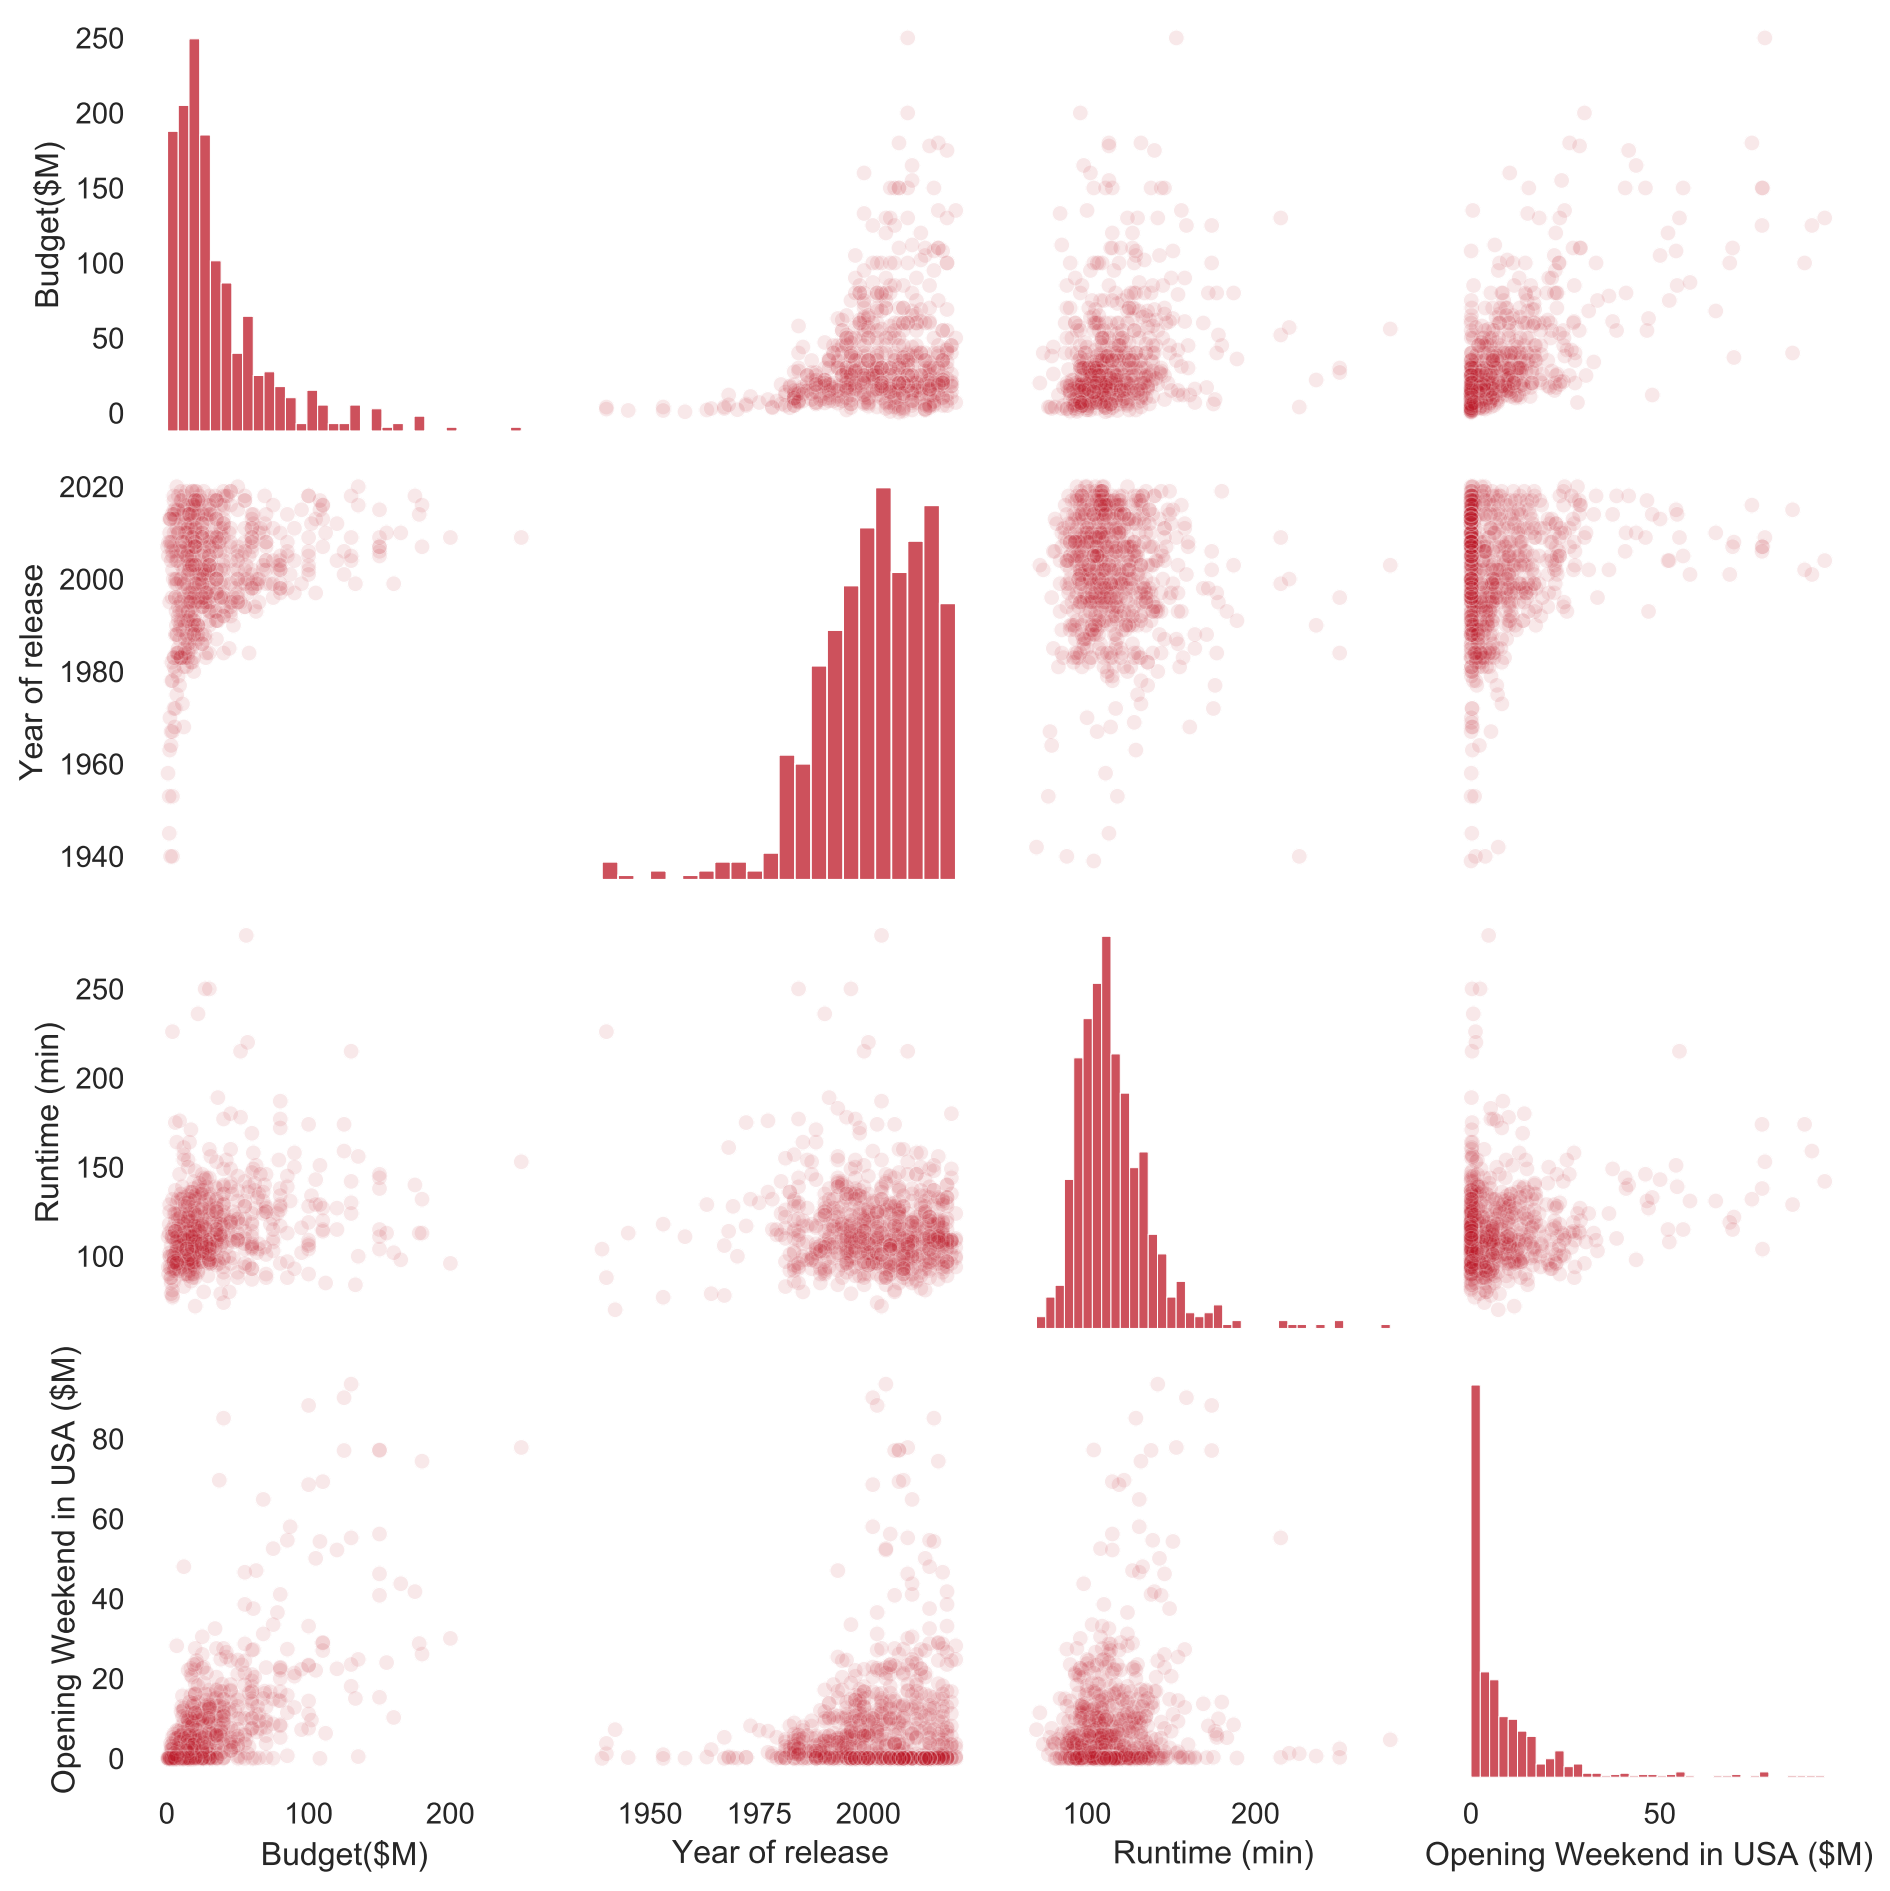 250
200
150
100
50
0
Budget($M)
2020
2000
1980
1960
1940
Year of release
250
200
150
100
Runtime (min)
80
60
40
20
0
Opening Weekend in USA ($M)
0 100 200
1950 1975 2000
100 200
0 50
Budget($M)
Year of release
Runtime (min)
Opening Weekend in USA ($M)